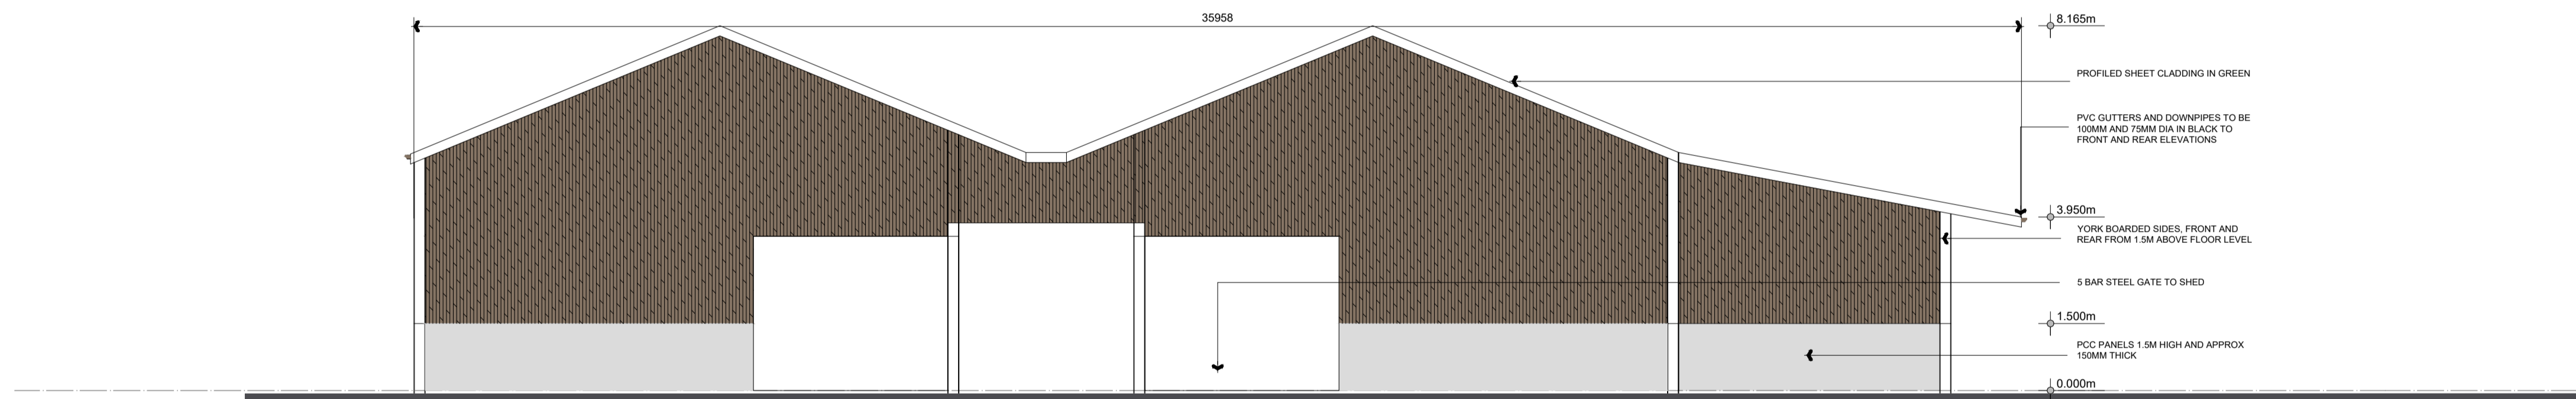 35958
8.165m
PROFILED SHEET CLADDING IN GREEN
PVC GUTTERS AND DOWNPIPES TO BE
100MM AND 75MM DIA IN BLACK TO
FRONT AND REAR ELEVATIONS
3.950m
YORK BOARDED SIDES, FRONT AND
REAR FROM 1.5M ABOVE FLOOR LEVEL
5 BAR STEEL GATE TO SHED
1.500m
PCC PANELS 1.5M HIGH AND APPROX
150MM THICK
0.000m